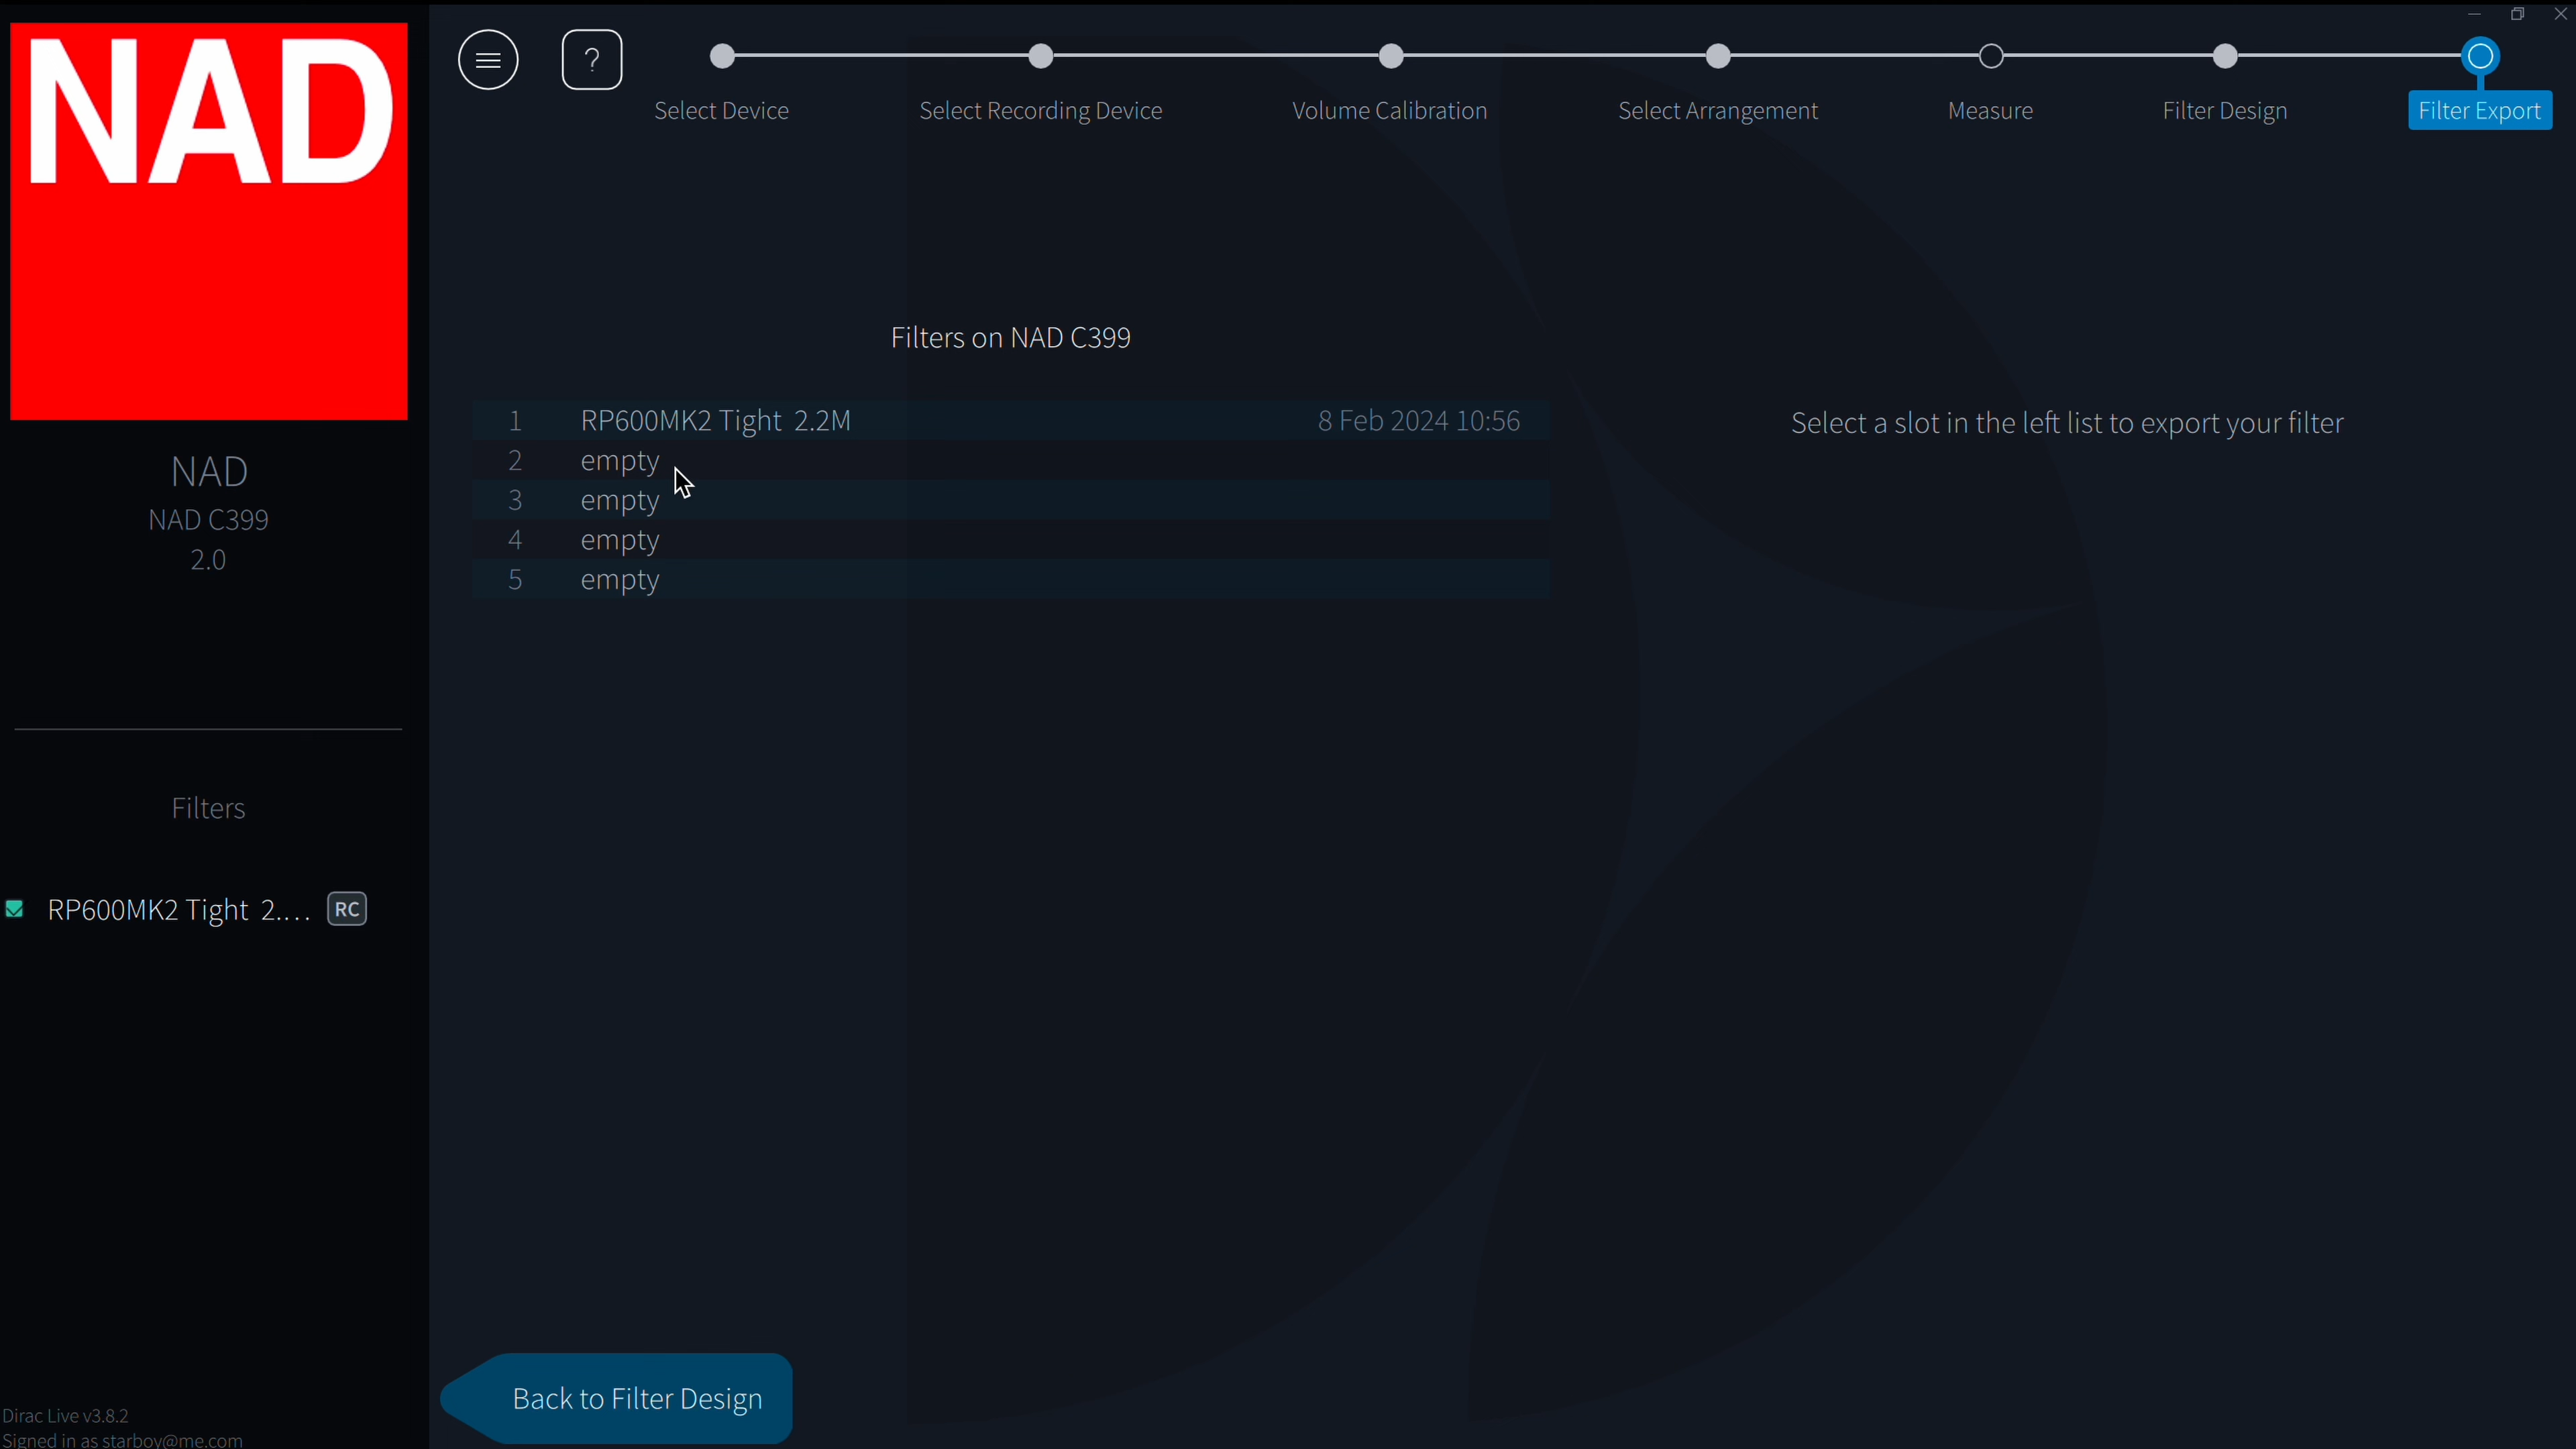 NAD
?
Select Device
Select Recording Device
Volume Calibration
Select Arrangement
Measure
Filter Design
Filter Export
NAD
NAD C399
2.0
Filters
RP600MK2 Tight 2.... RC
Dirac Live v3.8.2
Signed in as starboy@me.com
Filters on NAD C399
1 RP600MK2 Tight 2.2M 8 Feb 2024 10:56
2 empty
3 empty
4 empty
5 empty
Select a slot in the left list to export your filter
Back to Filter Design